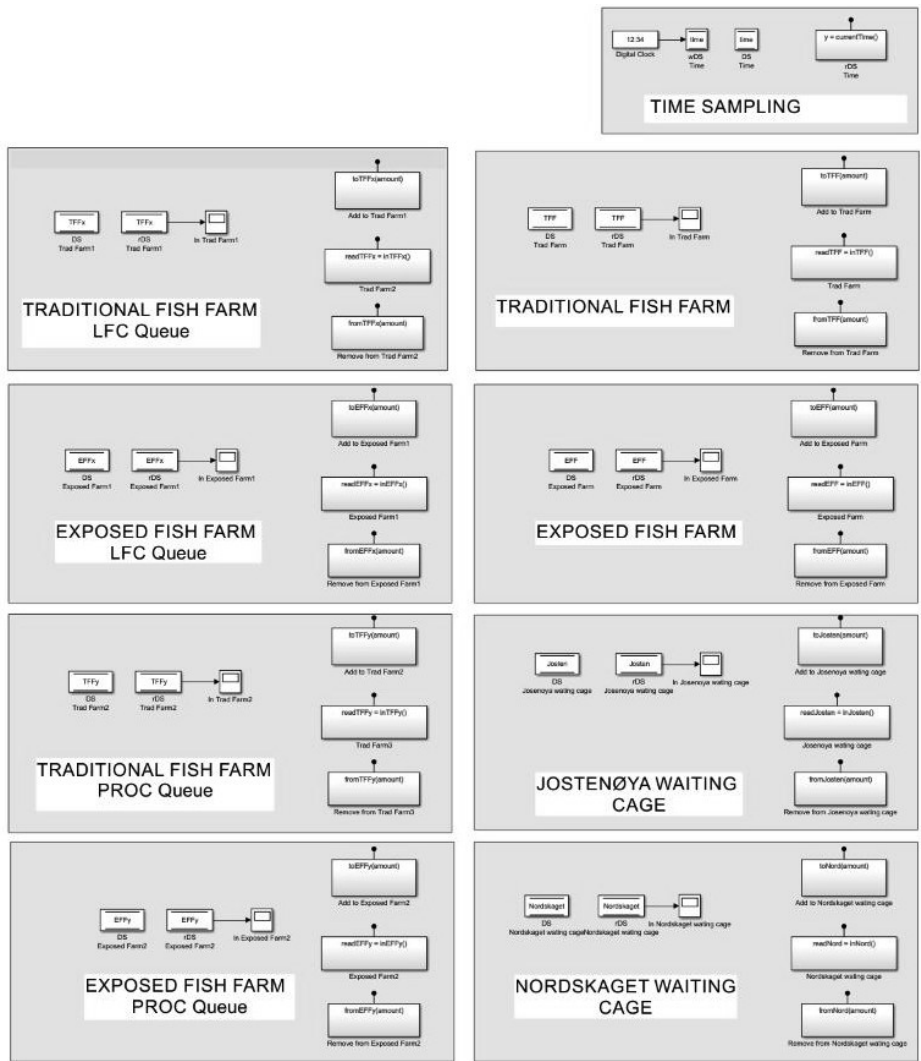 12:34
Digital Clock
time
wDS
Time
time
DS
Time
y = currentTime()
rDS
Time
TIME SAMPLING
toTFFx(amount)
Add to Trad Farm1
TFFx
DS
Trad Farm1
TFFx
rDS
Trad Farm1
In Trad Farm1
readTFFx = inTFFx()
Trad Farm2
fromTFFx(amount)
Remove from Trad Farm2
TRADITIONAL FISH FARM
LFC Queue
toTFF(amount)
Add to Trad Farm
TFF
DS
Trad Farm
TFF
rDS
Trad Farm
In Trad Farm
readTFF = inTFF()
Trad Farm
fromTFF(amount)
Remove from Trad Farm
TRADITIONAL FISH FARM
toEFFx(amount)
Add to Exposed Farm1
EFFx
DS
Exposed Farm1
EFFx
rDS
Exposed Farm1
In Exposed Farm1
readEFFx = inEFFx()
Exposed Farm1
fromEFFx(amount)
Remove from Exposed Farm1
EXPOSED FISH FARM
LFC Queue
toEFF(amount)
Add to Exposed Farm
EFF
DS
Exposed Farm
EFF
rDS
Exposed Farm
In Exposed Farm
readEFF = inEFF()
Exposed Farm
fromEFF(amount)
Remove from Exposed Farm
EXPOSED FISH FARM
toTFFy(amount)
Add to Trad Farm2
TFFy
DS
Trad Farm2
TFFy
rDS
Trad Farm2
In Trad Farm2
readTFFy = inTFFy()
Trad Farm3
fromTFFy(amount)
Remove from Trad Farm3
TRADITIONAL FISH FARM
PROC Queue
toJosten(amount)
Add to Josenoya wating cage
Josten
DS
Josenoya wating cage
Josten
rDS
Josenoya wating cage
In Josenoya wating cage
readJosten = inJosten()
Josenoya wating cage
fromJosten(amount)
Remove from Josenoya wating cage
JOSTENØYA WAITING
CAGE
toEFFy(amount)
Add to Exposed Farm2
EFFy
DS
Exposed Farm2
EFFy
rDS
Exposed Farm2
In Exposed Farm2
readEFFy = inEFFy()
Exposed Farm2
fromEFFy(amount)
Remove from Exposed Farm2
EXPOSED FISH FARM
PROC Queue
toNord(amount)
Add to Nordskaget wating cage
Nordskaget
DS
Nordskaget wating cage
Nordskaget
rDS
Nordskaget wating cage
In Nordskaget wating cage
readNord = inNord()
Nordskaget wating cage
fromNord(amount)
Remove from Nordskaget wating cage
NORDSKAGET WAITING
CAGE